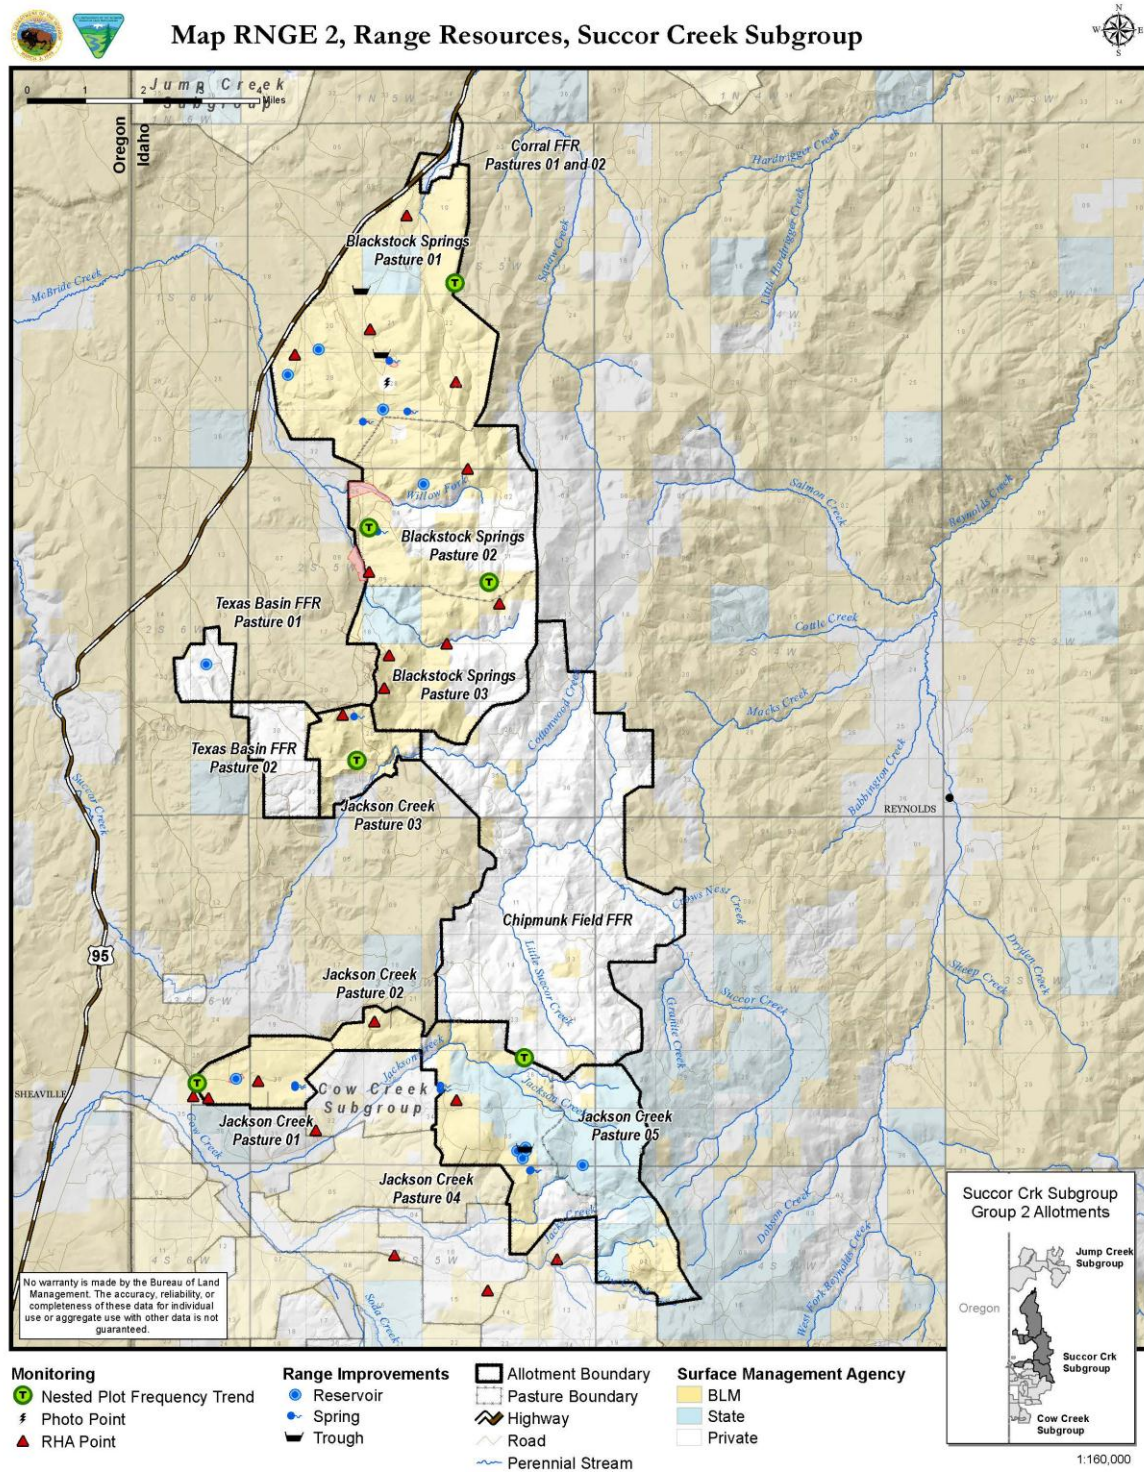 Map RNGE 2, Range Resources, Succor Creek Subgroup
N
W
E
S
0 1 2 3 4
Miles
Jump Creek
Subgroup
Oregon
Idaho
Corral FFR
Pastures 01 and 02
Hardtrigger Creek
Little Hardtrigger Creek
Squaw Creek
Blackstock Springs
Pasture 01
McBride Creek
Willow Fork
Salmon Creek
Reynolds Creek
Blackstock Springs
Pasture 02
Texas Basin FFR
Pasture 01
Cottle Creek
Blackstock Springs
Pasture 03
Cottonwood Creek
Macks Creek
Texas Basin FFR
Pasture 02
Babbington Creek
Succor Creek
Jackson Creek
Pasture 03
REYNOLDS
Crows Nest Creek
Chipmunk Field FFR
95
Little Succor Creek
Dryden Creek
Sheep Creek
Jackson Creek
Pasture 02
Succor Creek
Granite Creek
Jackson Creek
SHEAVILLE
Cow Creek
Subgroup
Jackson Creek
Jackson Creek
Pasture 05
Jackson Creek
Pasture 01
Cow Creek
Jackson Creek
Pasture 04
Dobson Creek
West Fork Reynolds Creek
Soda Creek
No warranty is made by the Bureau of Land
Management. The accuracy, reliability, or
completeness of these data for individual
use or aggregate use with other data is not
guaranteed.
Succor Crk Subgroup
Group 2 Allotments
Jump Creek
Subgroup
Oregon
Succor Crk
Subgroup
Cow Creek
Subgroup
Monitoring
Nested Plot Frequency Trend
Photo Point
RHA Point
Range Improvements
Reservoir
Spring
Trough
Allotment Boundary
Pasture Boundary
Highway
Road
Perennial Stream
Surface Management Agency
BLM
State
Private
1:160,000